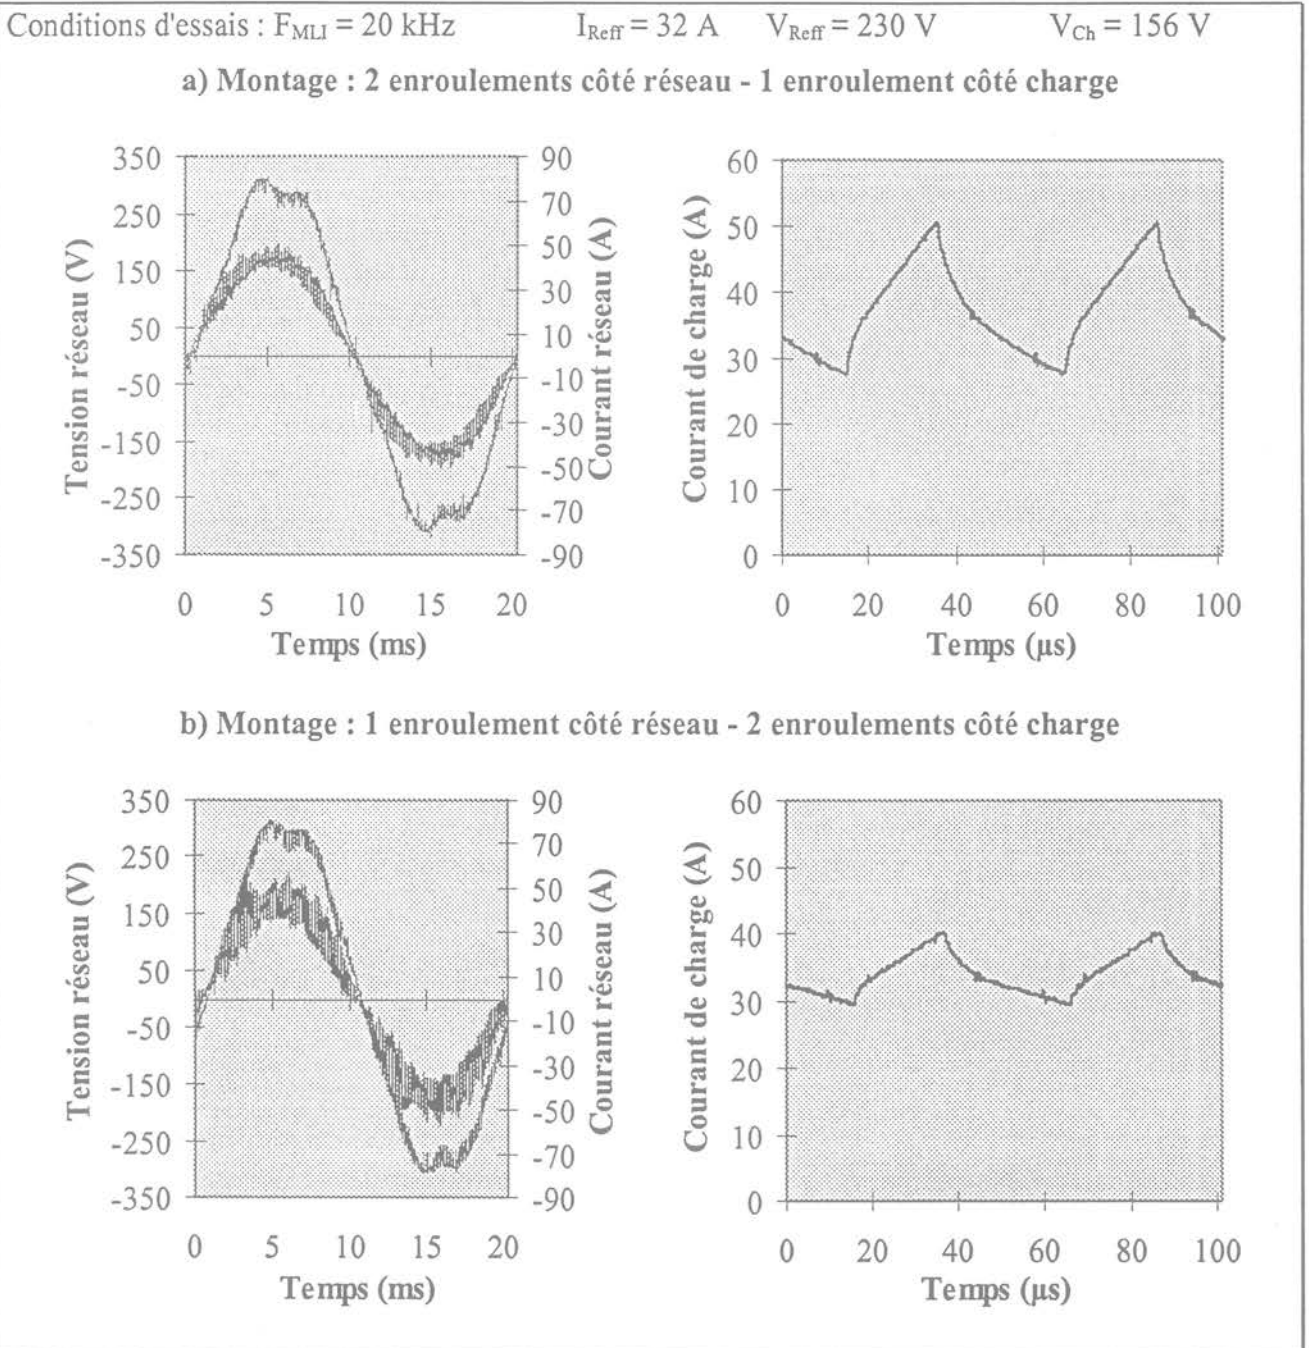 Conditions d'essais : FMLI = 20 kHz IReff = 32 A VReff = 230 V VCh = 156 V
a) Montage : 2 enroulements côté réseau - 1 enroulement côté charge
350
250
150
50
-50
-150
-250
-350
Tension réseau (V)
90
70
50
30
10
-10
-30
-50
-70
-90
Courant réseau (A)
0 5 10 15 20
Temps (ms)
60
50
40
30
20
10
0
Courant de charge (A)
0 20 40 60 80 100
Temps (µs)
b) Montage : 1 enroulement côté réseau - 2 enroulements côté charge
350
250
150
50
-50
-150
-250
-350
Tension réseau (V)
90
70
50
30
10
-10
-30
-50
-70
-90
Courant réseau (A)
0 5 10 15 20
Temps (ms)
60
50
40
30
20
10
0
Courant de charge (A)
0 20 40 60 80 100
Temps (µs)